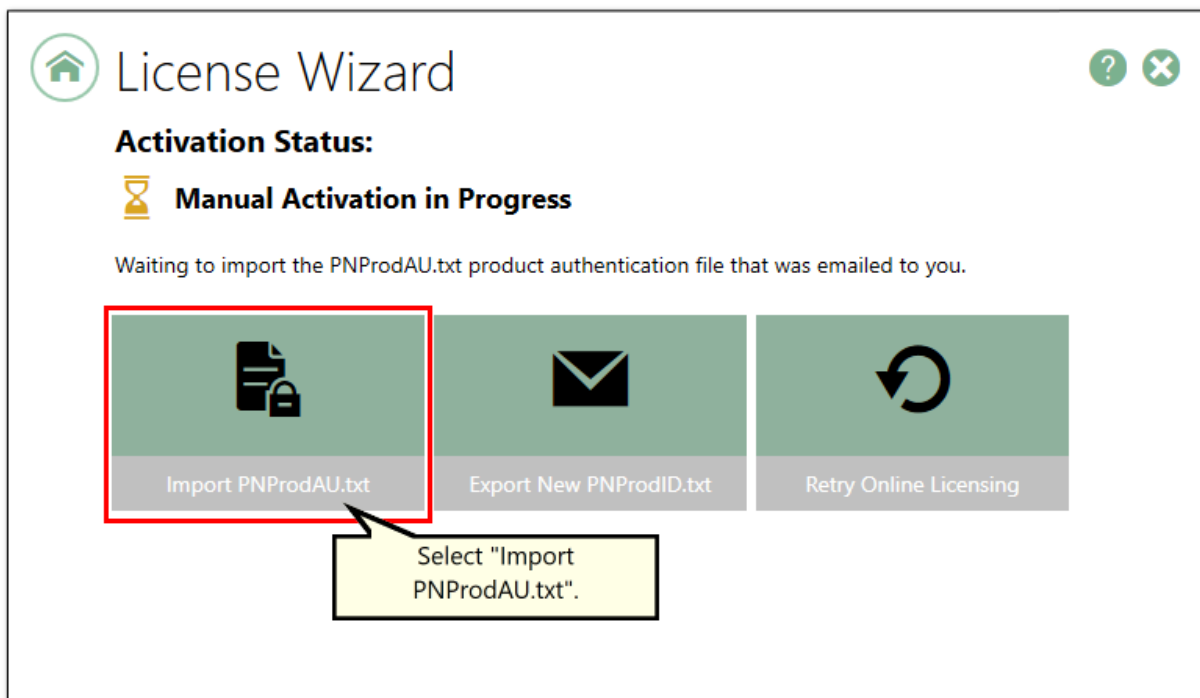 License Wizard
?
Activation Status:
Manual Activation in Progress
Waiting to import the PNProdAU.txt product authentication file that was emailed to you.
Import PNProdAU.txt
Export New PNProdID.txt
Retry Online Licensing
Select "Import
PNProdAU.txt".